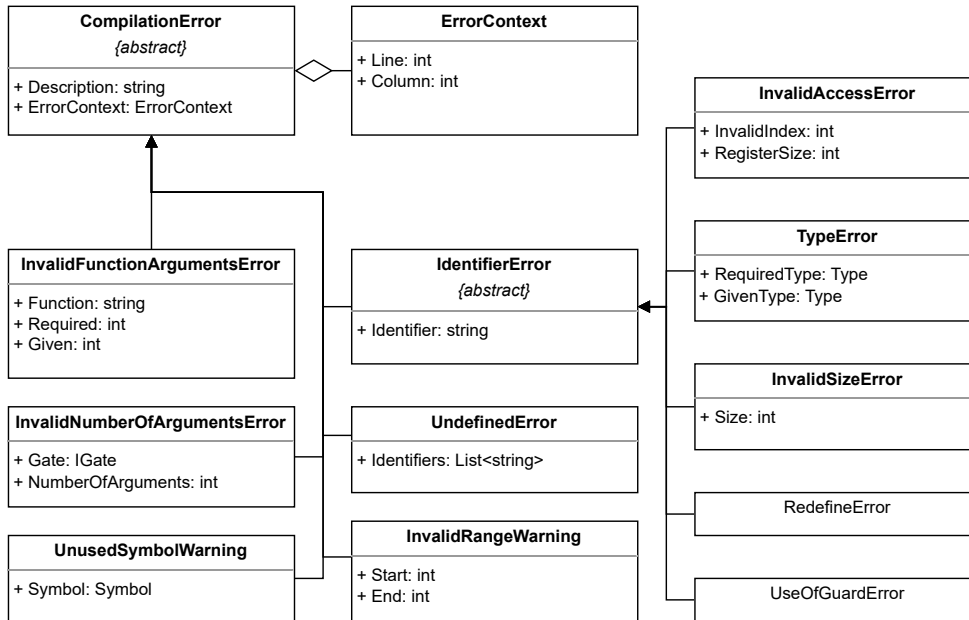 CompilationError
{abstract}
+ Description: string
+ ErrorContext: ErrorContext
ErrorContext
+ Line: int
+ Column: int
InvalidAccessError
+ InvalidIndex: int
+ RegisterSize: int
TypeError
+ RequiredType: Type
+ GivenType: Type
InvalidFunctionArgumentsError
+ Function: string
+ Required: int
+ Given: int
IdentifierError
{abstract}
+ Identifier: string
InvalidSizeError
+ Size: int
InvalidNumberOfArgumentsError
+ Gate: IGate
+ NumberOfArguments: int
UndefinedError
+ Identifiers: List<string>
RedefineError
UnusedSymbolWarning
+ Symbol: Symbol
InvalidRangeWarning
+ Start: int
+ End: int
UseOfGuardError